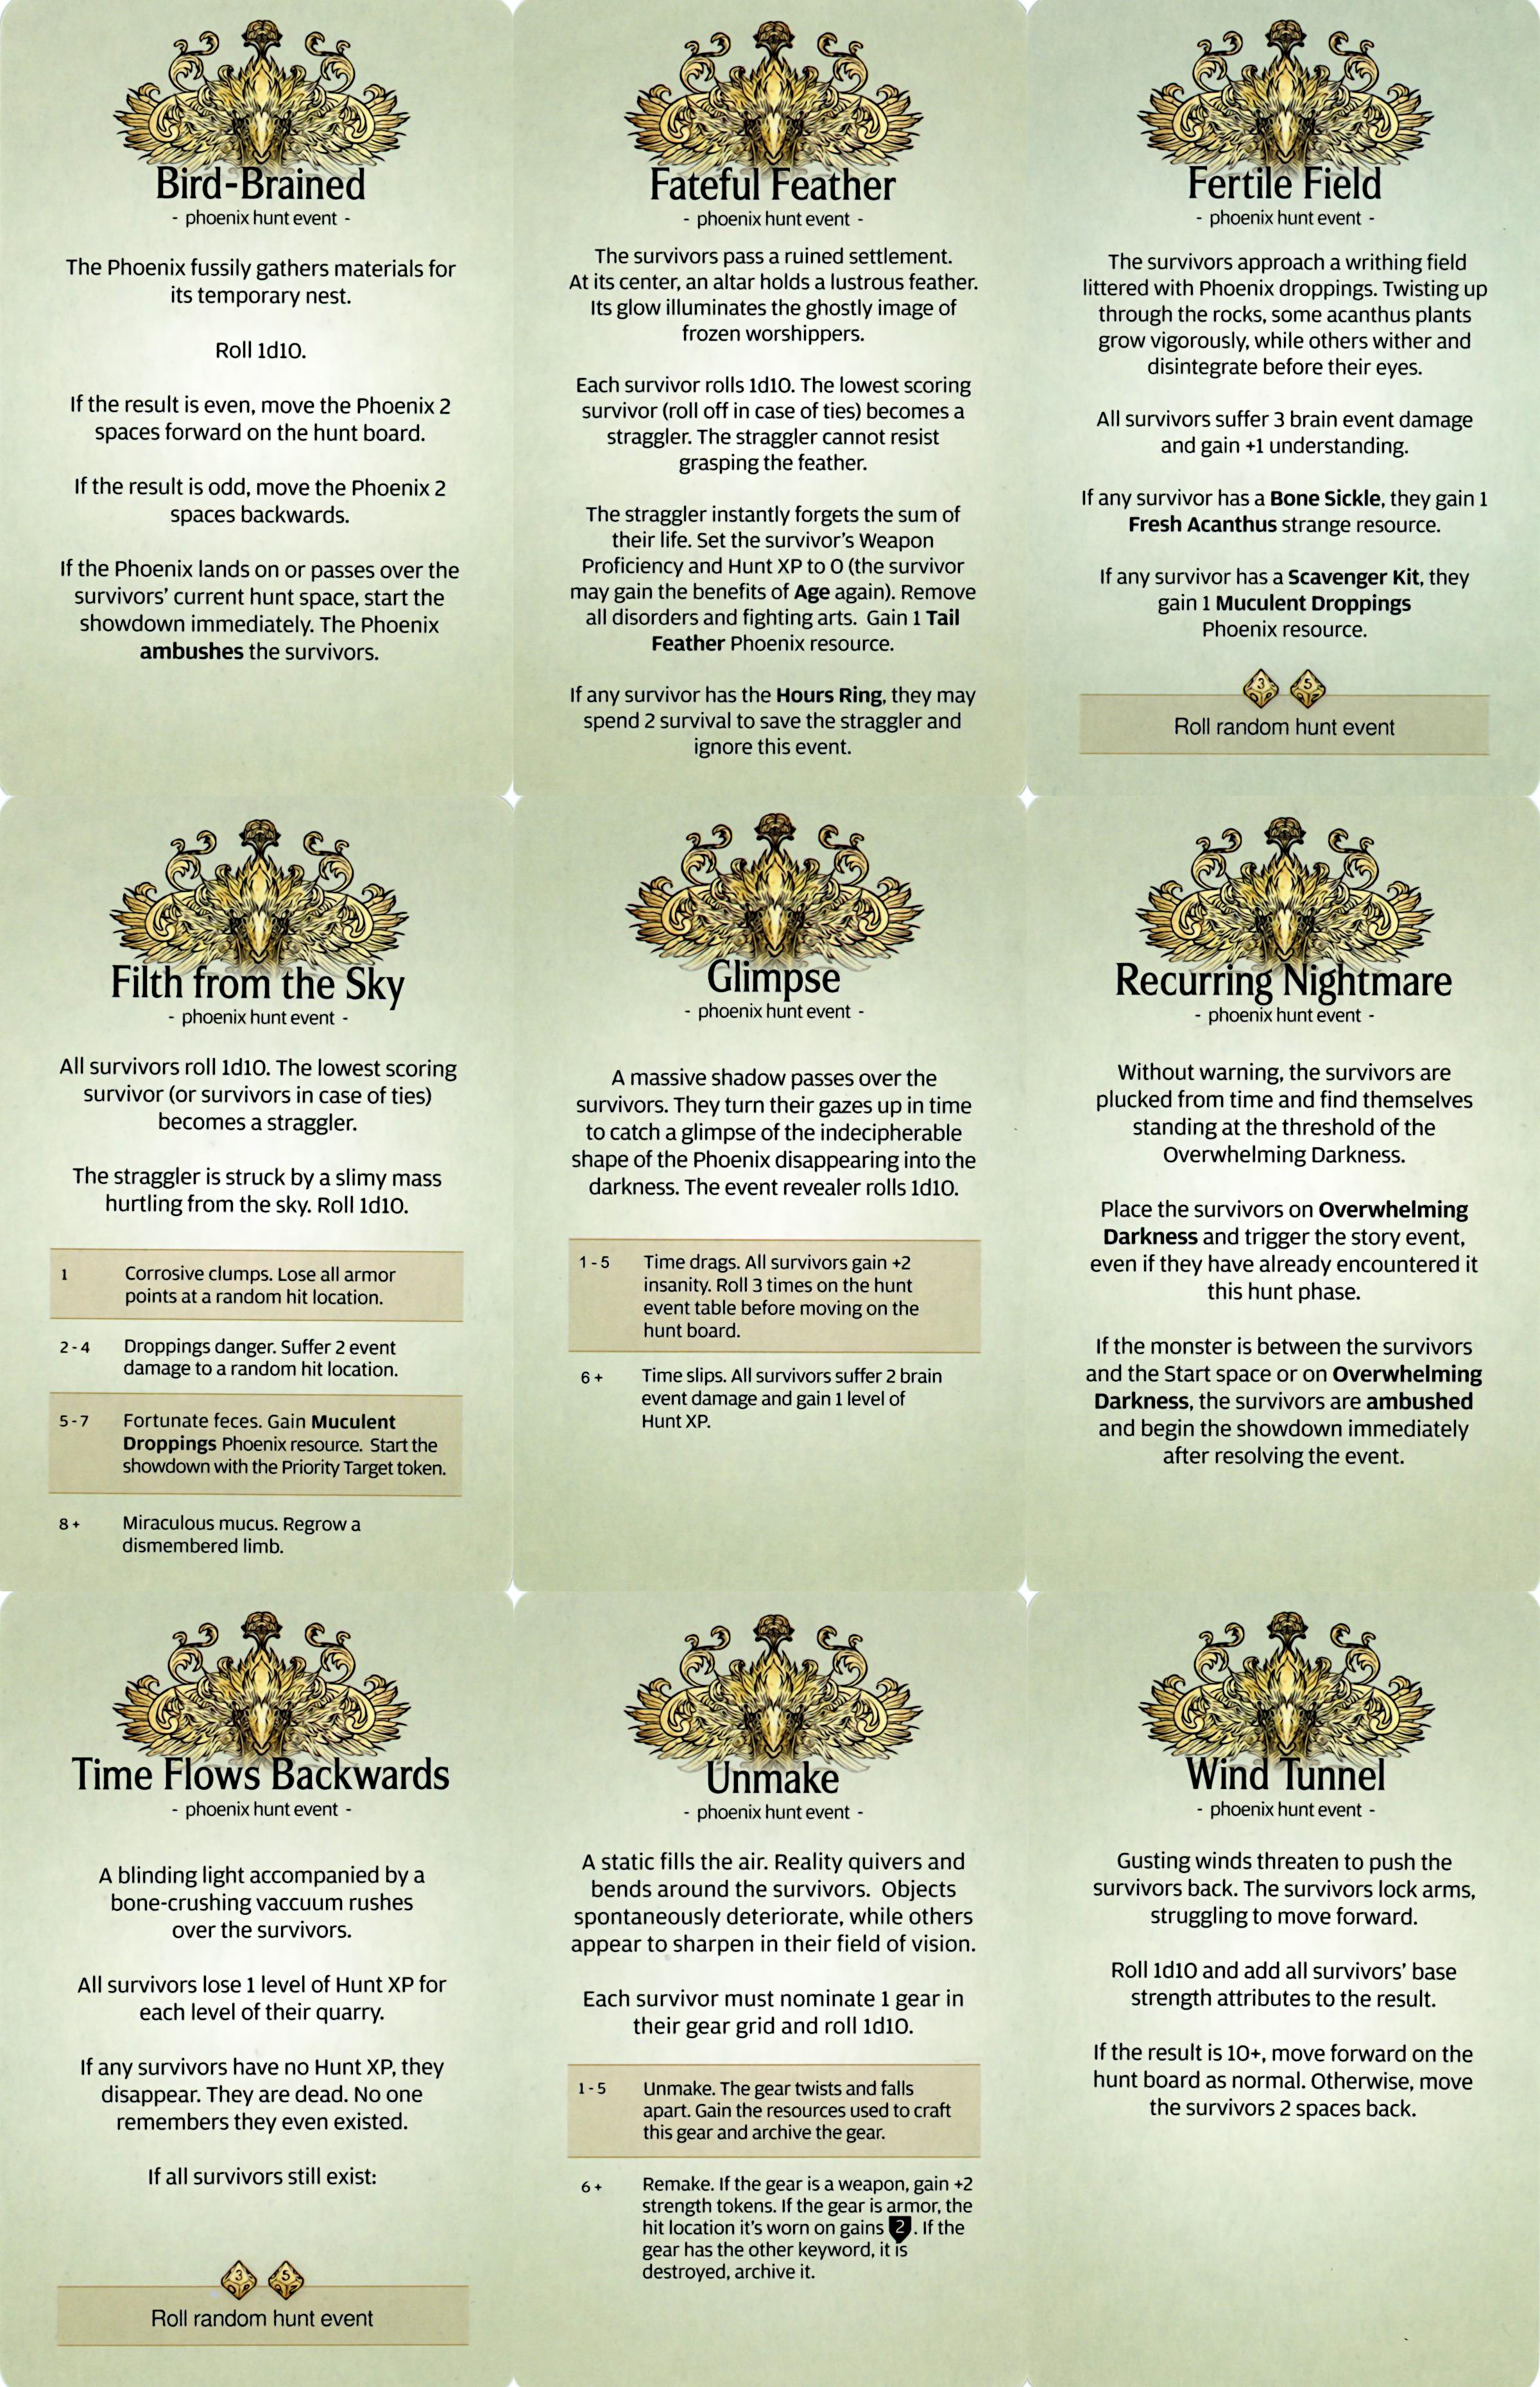 Bird-Brained
- phoenix hunt event -
The Phoenix fussily gathers materials for
its temporary nest.
Roll 1d10.
If the result is even, move the Phoenix 2
spaces forward on the hunt board.
If the result is odd, move the Phoenix 2
spaces backwards.
If the Phoenix lands on or passes over the
survivors' current hunt space, start the
showdown immediately. The Phoenix
ambushes the survivors.
Fateful Feather
- phoenix hunt event -
The survivors pass a ruined settlement.
At its center, an altar holds a lustrous feather.
Its glow illuminates the ghostly image of
frozen worshippers.
Each survivor rolls 1d10. The lowest scoring
survivor (roll off in case of ties) becomes a
straggler. The straggler cannot resist
grasping the feather.
The straggler instantly forgets the sum of
their life. Set the survivor's Weapon
Proficiency and Hunt XP to 0 (the survivor
may gain the benefits of Age again). Remove
all disorders and fighting arts. Gain 1 Tail
Feather Phoenix resource.
If any survivor has the Hours Ring, they may
spend 2 survival to save the straggler and
ignore this event.
Fertile Field
- phoenix hunt event -
The survivors approach a writhing field
littered with Phoenix droppings. Twisting up
through the rocks, some acanthus plants
grow vigorously, while others wither and
disintegrate before their eyes.
All survivors suffer 3 brain event damage
and gain +1 understanding.
If any survivor has a Bone Sickle, they gain 1
Fresh Acanthus strange resource.
If any survivor has a Scavenger Kit, they
gain 1 Muculent Droppings
Phoenix resource.
3 5
Roll random hunt event
Filth from the Sky
- phoenix hunt event -
All survivors roll 1d10. The lowest scoring
survivor (or survivors in case of ties)
becomes a straggler.
The straggler is struck by a slimy mass
hurtling from the sky. Roll 1d10.
1 Corrosive clumps. Lose all armor
points at a random hit location.
2-4 Droppings danger. Suffer 2 event
damage to a random hit location.
5-7 Fortunate feces. Gain Muculent
Droppings Phoenix resource. Start the
showdown with the Priority Target token.
8+ Miraculous mucus. Regrow a
dismembered limb.
Glimpse
- phoenix hunt event -
A massive shadow passes over the
survivors. They turn their gazes up in time
to catch a glimpse of the indecipherable
shape of the Phoenix disappearing into the
darkness. The event revealer rolls 1d10.
1-5 Time drags. All survivors gain +2
insanity. Roll 3 times on the hunt
event table before moving on the
hunt board.
6+ Time slips. All survivors suffer 2 brain
event damage and gain 1 level of
Hunt XP.
Recurring Nightmare
- phoenix hunt event -
Without warning, the survivors are
plucked from time and find themselves
standing at the threshold of the
Overwhelming Darkness.
Place the survivors on Overwhelming
Darkness and trigger the story event,
even if they have already encountered it
this hunt phase.
If the monster is between the survivors
and the Start space or on Overwhelming
Darkness, the survivors are ambushed
and begin the showdown immediately
after resolving the event.
Time Flows Backwards
- phoenix hunt event -
A blinding light accompanied by a
bone-crushing vaccuum rushes
over the survivors.
All survivors lose 1 level of Hunt XP for
each level of their quarry.
If any survivors have no Hunt XP, they
disappear. They are dead. No one
remembers they even existed.
If all survivors still exist:
3 5
Roll random hunt event
Unmake
- phoenix hunt event -
A static fills the air. Reality quivers and
bends around the survivors. Objects
spontaneously deteriorate, while others
appear to sharpen in their field of vision.
Each survivor must nominate 1 gear in
their gear grid and roll 1d10.
1-5 Unmake. The gear twists and falls
apart. Gain the resources used to craft
this gear and archive the gear.
6+ Remake. If the gear is a weapon, gain +2
strength tokens. If the gear is armor, the
hit location it's worn on gains 2. If the
gear has the other keyword, it is
destroyed, archive it.
Wind Tunnel
- phoenix hunt event -
Gusting winds threaten to push the
survivors back. The survivors lock arms,
struggling to move forward.
Roll 1d10 and add all survivors' base
strength attributes to the result.
If the result is 10+, move forward on the
hunt board as normal. Otherwise, move
the survivors 2 spaces back.